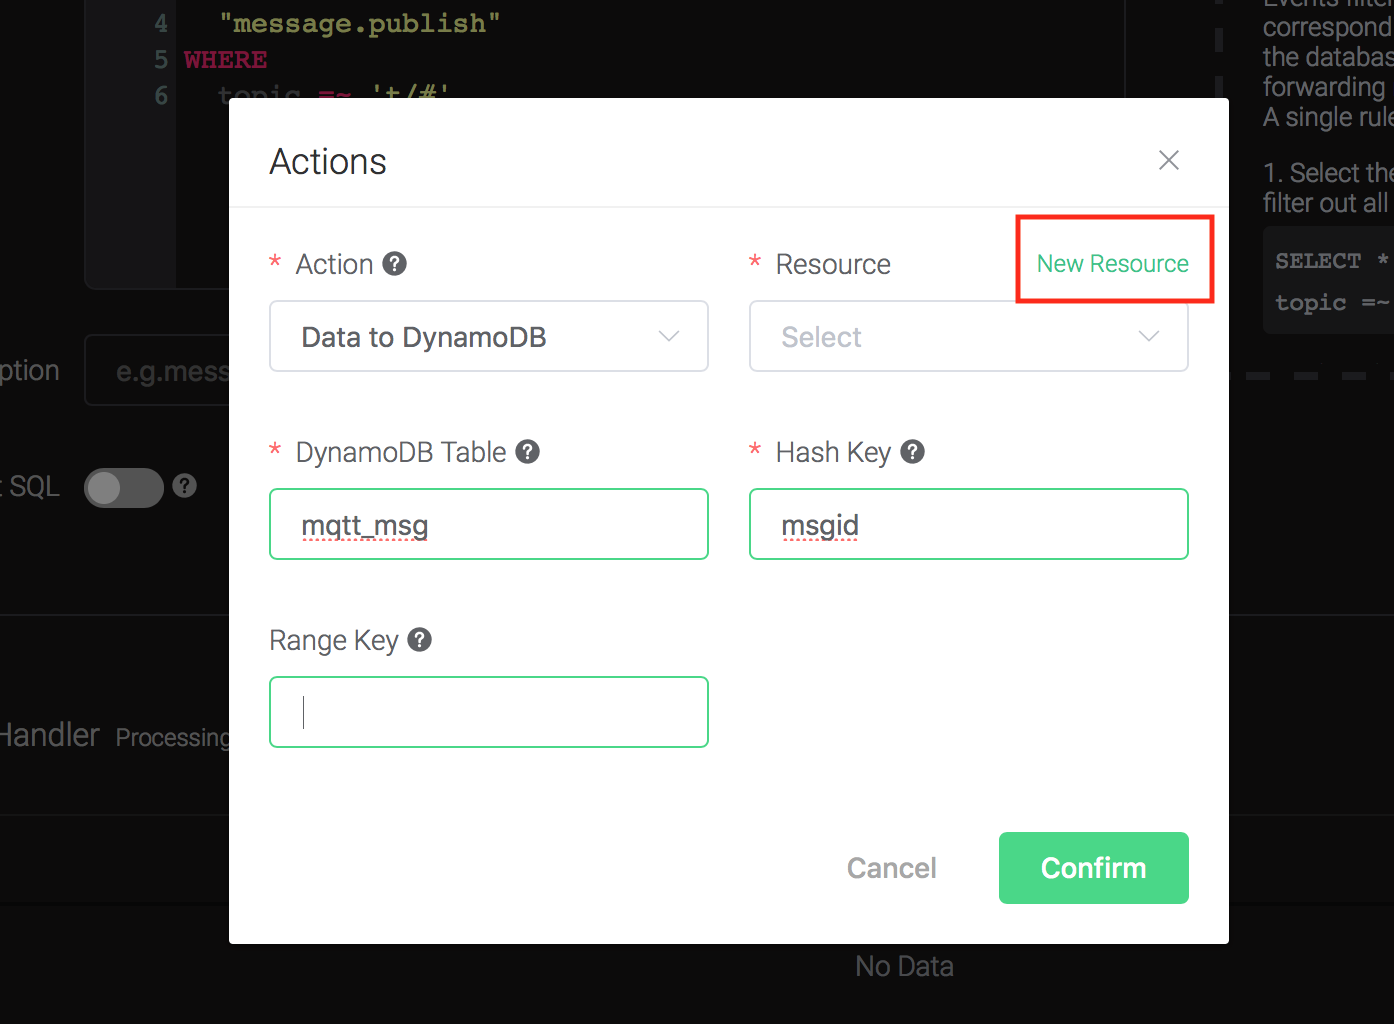 4 "message.publish"
5 WHERE
6 topic =~ 't/#'
correspond
the databas
forwarding
A single rule
1. Select the
filter out all
SELECT *
topic =~
ption
e.g.mess
: SQL
Handler Processing
No Data
Actions
* Action ?
Data to DynamoDB
* Resource
New Resource
Select
* DynamoDB Table ?
mqtt_msg
* Hash Key ?
msgid
Range Key ?
Cancel
Confirm